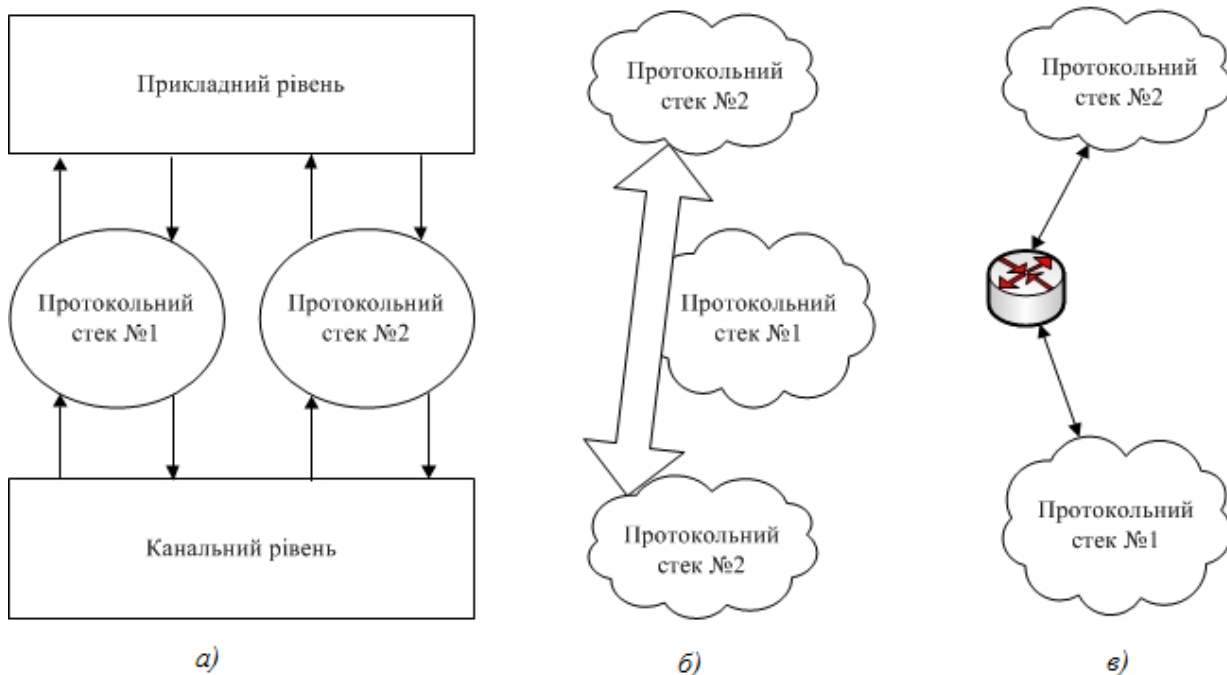 Прикладний рівень
Протокольний
стек №1
Протокольний
стек №2
Канальний рівень
а)
Протокольний
стек №2
Протокольний
стек №1
Протокольний
стек №2
б)
Протокольний
стек №2
Протокольний
стек №1
в)